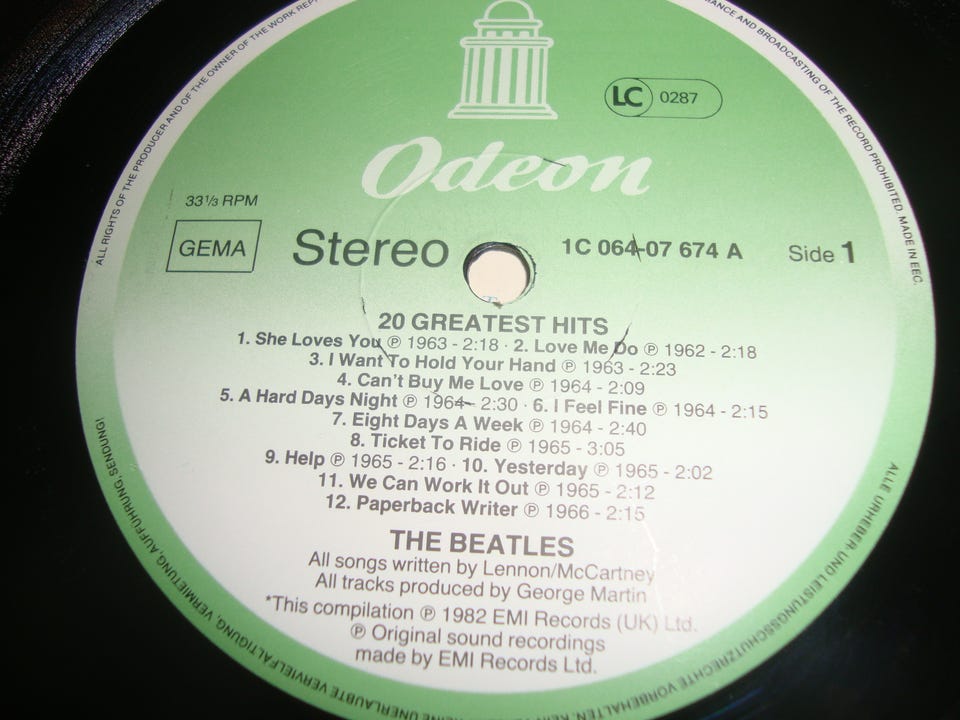 ALL RIGHTS OF THE PRODUCER AND OF THE OWNER OF THE WORK
MANCE AND BROADCASTING OF THE RECORD PROHIBITED. MADE IN EEC.
LC 0287
Odeon
33⅓ RPM
GEMA
Stereo
1C 064-07 674 A
Side 1
20 GREATEST HITS
1. She Loves You ℗ 1963 - 2:18 · 2. Love Me Do ℗ 1962 - 2:18
3. I Want To Hold Your Hand ℗ 1963 - 2:23
4. Can't Buy Me Love ℗ 1964 - 2:09
5. A Hard Days Night ℗ 1964 - 2:30 · 6. I Feel Fine ℗ 1964 - 2:15
7. Eight Days A Week ℗ 1964 - 2:40
8. Ticket To Ride ℗ 1965 - 3:05
9. Help ℗ 1965 - 2:16 · 10. Yesterday ℗ 1965 - 2:02
11. We Can Work It Out ℗ 1965 - 2:12
12. Paperback Writer ℗ 1966 - 2:15
THE BEATLES
All songs written by Lennon/McCartney
All tracks produced by George Martin
*This compilation ℗ 1982 EMI Records (UK) Ltd.
℗ Original sound recordings
made by EMI Records Ltd.
ALLE URHEBER- UND LEISTUNGSSCHUTZRECHTE VORBEHALTEN. KEIN
UNERLAUBTE VERVIELFÄLTIGUNG, VERMIETUNG, AUFFÜHRUNG, SENDUNG!